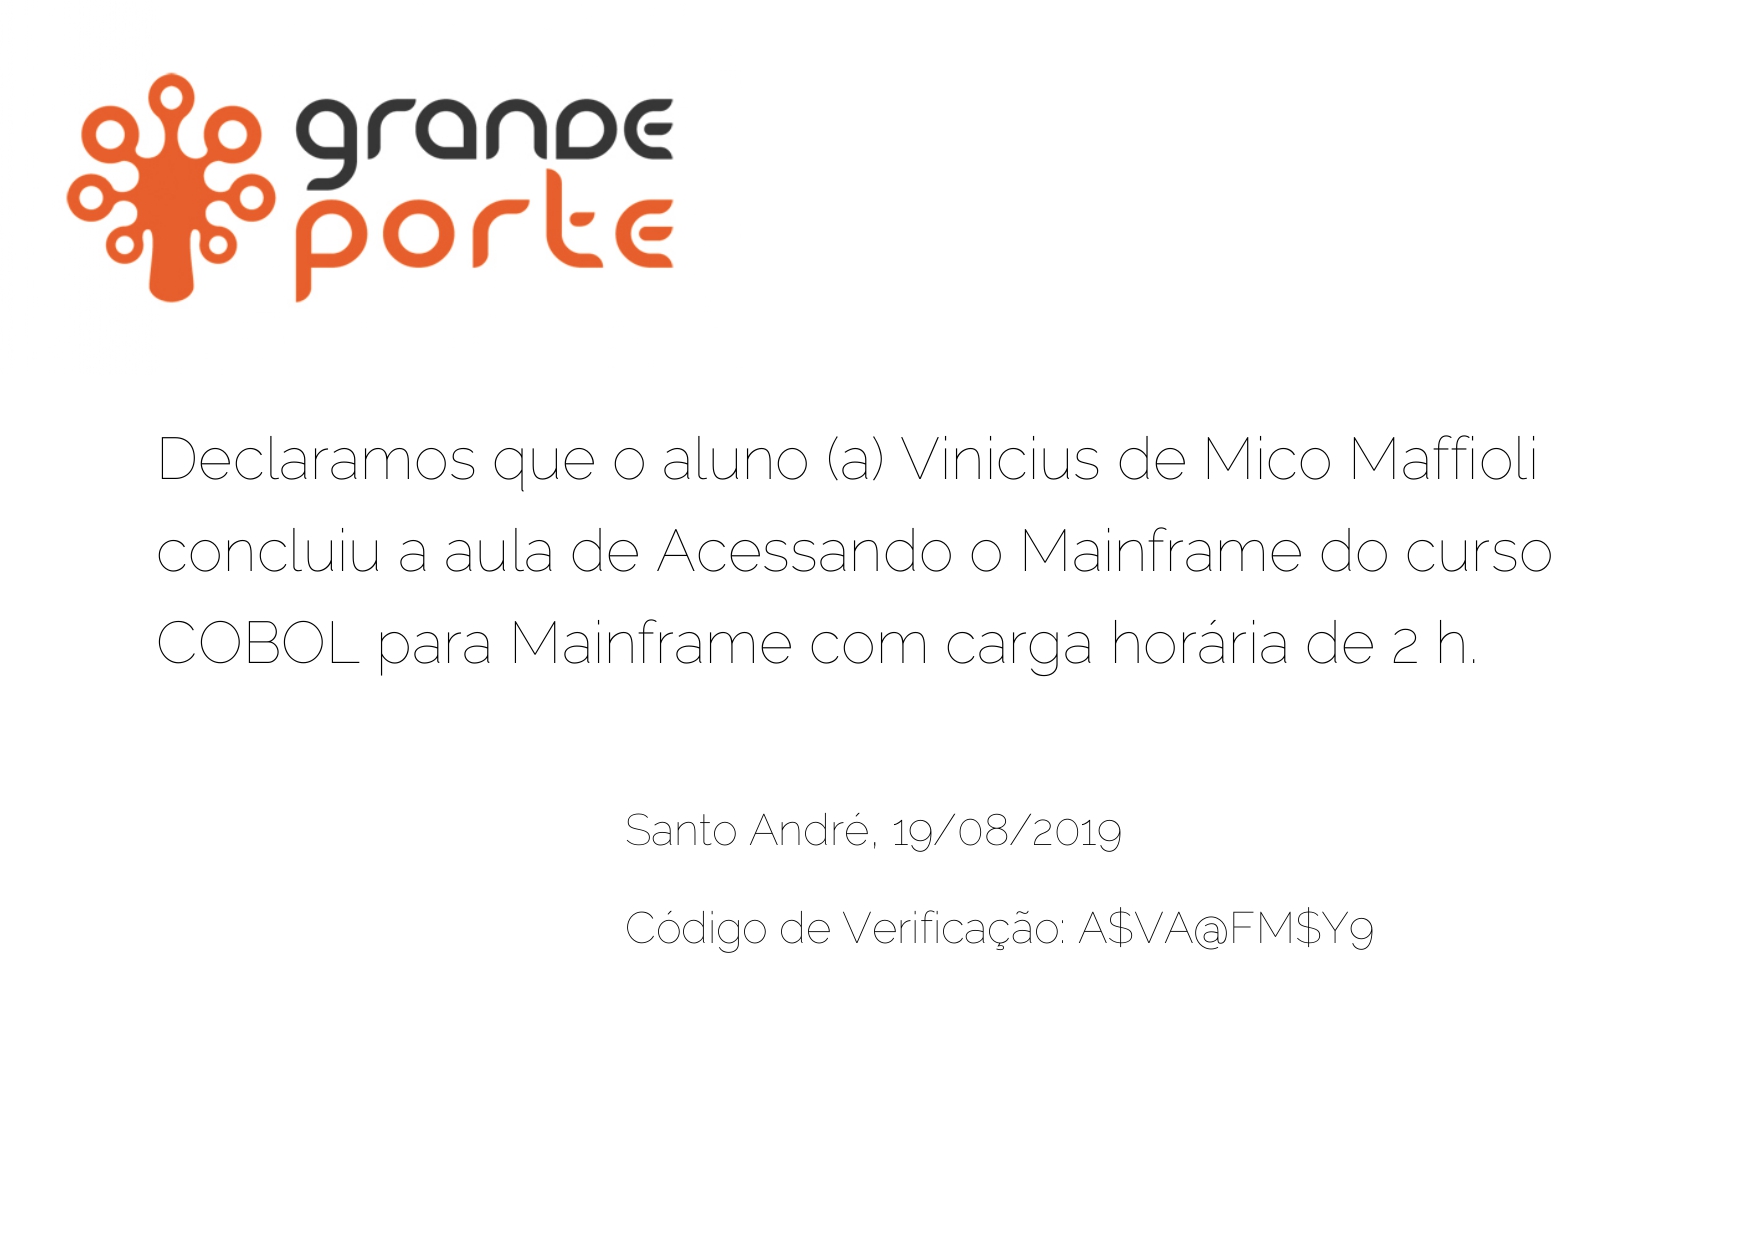 grande
porte
Declaramos que o aluno (a) Vinicius de Mico Maffioli
concluiu a aula de Acessando o Mainframe do curso
COBOL para Mainframe com carga horária de 2 h.
Santo André, 19/08/2019
Código de Verificação: A$VA@FM$Y9